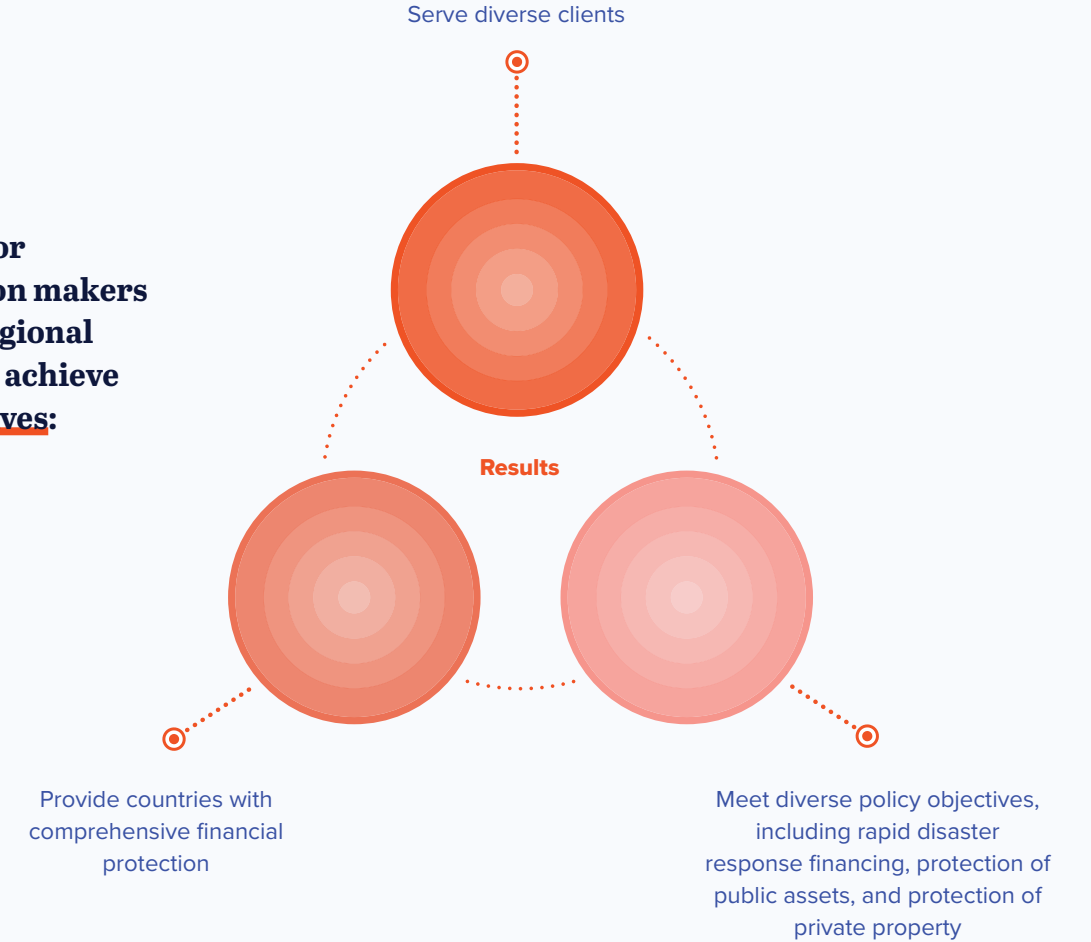 Serve diverse clients
or
on makers
gional
achieve
ves:
Results
Provide countries with
comprehensive financial
protection
Meet diverse policy objectives,
including rapid disaster
response financing, protection of
public assets, and protection of
private property